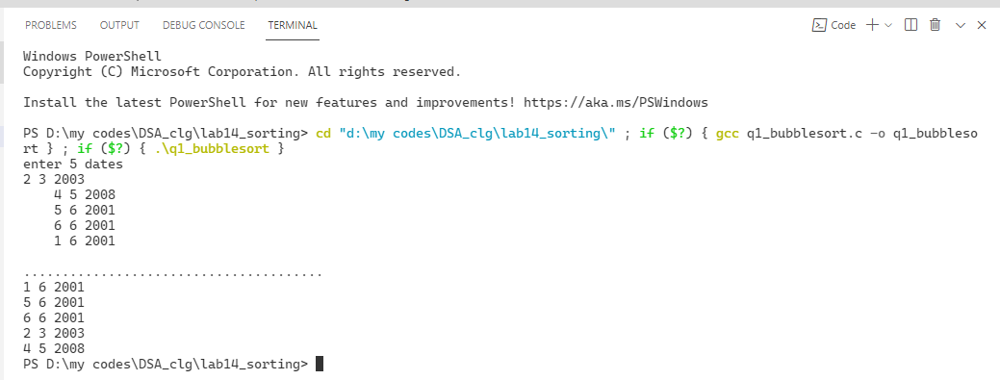 PROBLEMS OUTPUT DEBUG CONSOLE TERMINAL Code
Windows PowerShell
Copyright (C) Microsoft Corporation. All rights reserved.
Install the latest PowerShell for new features and improvements! https://aka.ms/PSWindows
PS D:\my codes\DSA_clg\lab14_sorting> cd "d:\my codes\DSA_clg\lab14_sorting\" ; if ($?) { gcc q1_bubblesort.c -o q1_bubbleso
rt } ; if ($?) { .\q1_bubblesort }
enter 5 dates
2 3 2003
4 5 2008
5 6 2001
6 6 2001
1 6 2001
.......................................
1 6 2001
5 6 2001
6 6 2001
2 3 2003
4 5 2008
PS D:\my codes\DSA_clg\lab14_sorting>